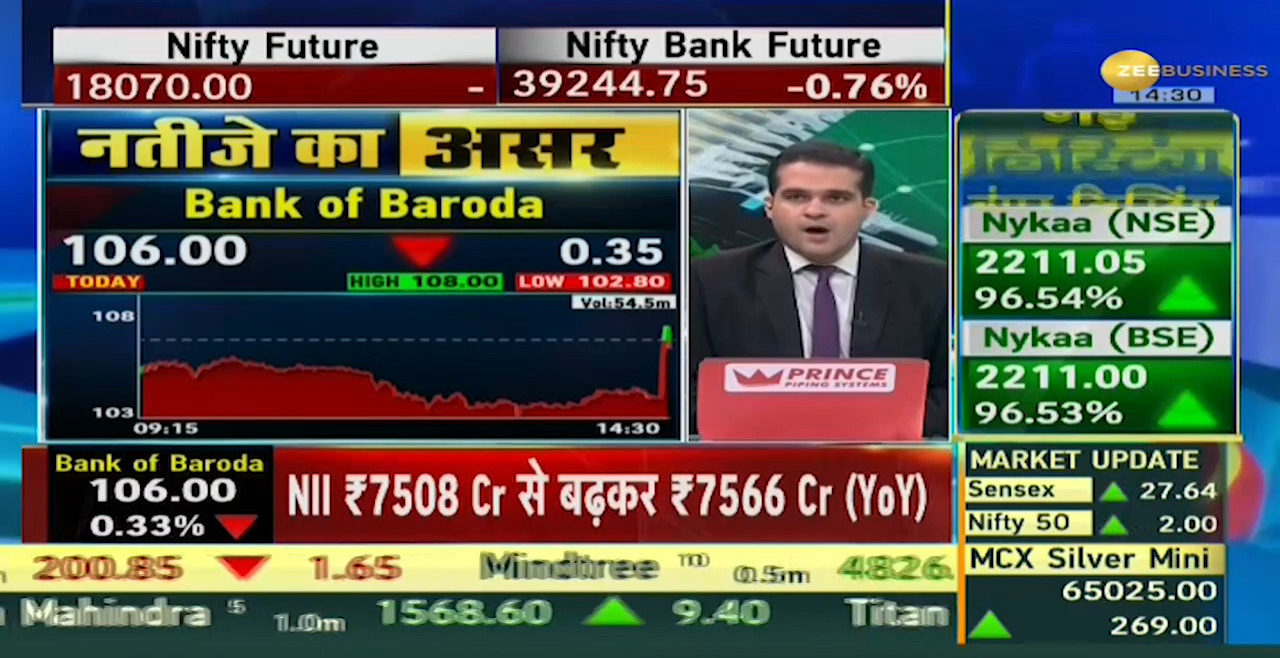 Nifty Future
Nifty Bank Future
18070.00 -
39244.75 -0.76%
ZEEBUSINESS
14:30
नतीजे का असर
Bank of Baroda
106.00 0.35
TODAY HIGH 108.00 LOW 102.80
Vol:54.5m
108
103
09:15 14:30
PRINCE
PIPING SYSTEMS
Nykaa (NSE)
2211.05
96.54%
Nykaa (BSE)
2211.00
96.53%
Bank of Baroda
106.00
0.33%
NII ₹7508 Cr से बढ़कर ₹7566 Cr (YoY)
MARKET UPDATE
Sensex 27.64
Nifty 50 2.00
MCX Silver Mini
65025.00
269.00
200.85 1.65 Mindtree 0.5m 4826
Mahindra 1.0m 1568.60 9.40 Titan